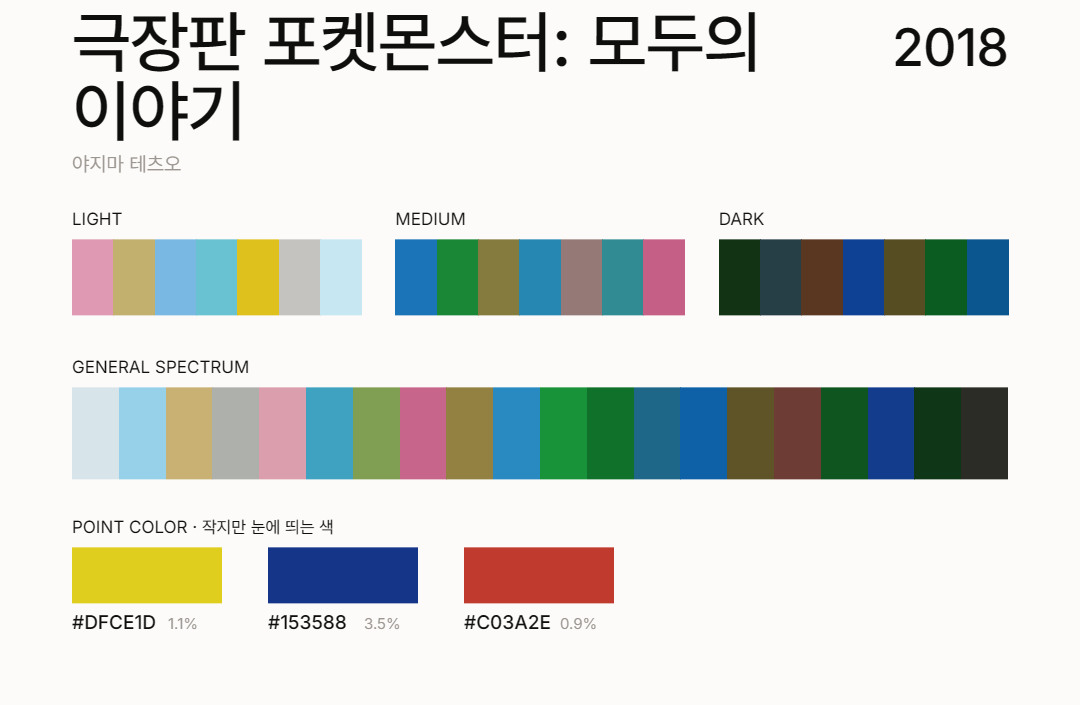 극장판 포켓몬스터: 모두의 2018
이야기
야지마 테츠오
LIGHT MEDIUM DARK
GENERAL SPECTRUM
POINT COLOR · 작지만 눈에 띄는 색
#DFCE1D 1.1% #153588 3.5% #C03A2E 0.9%